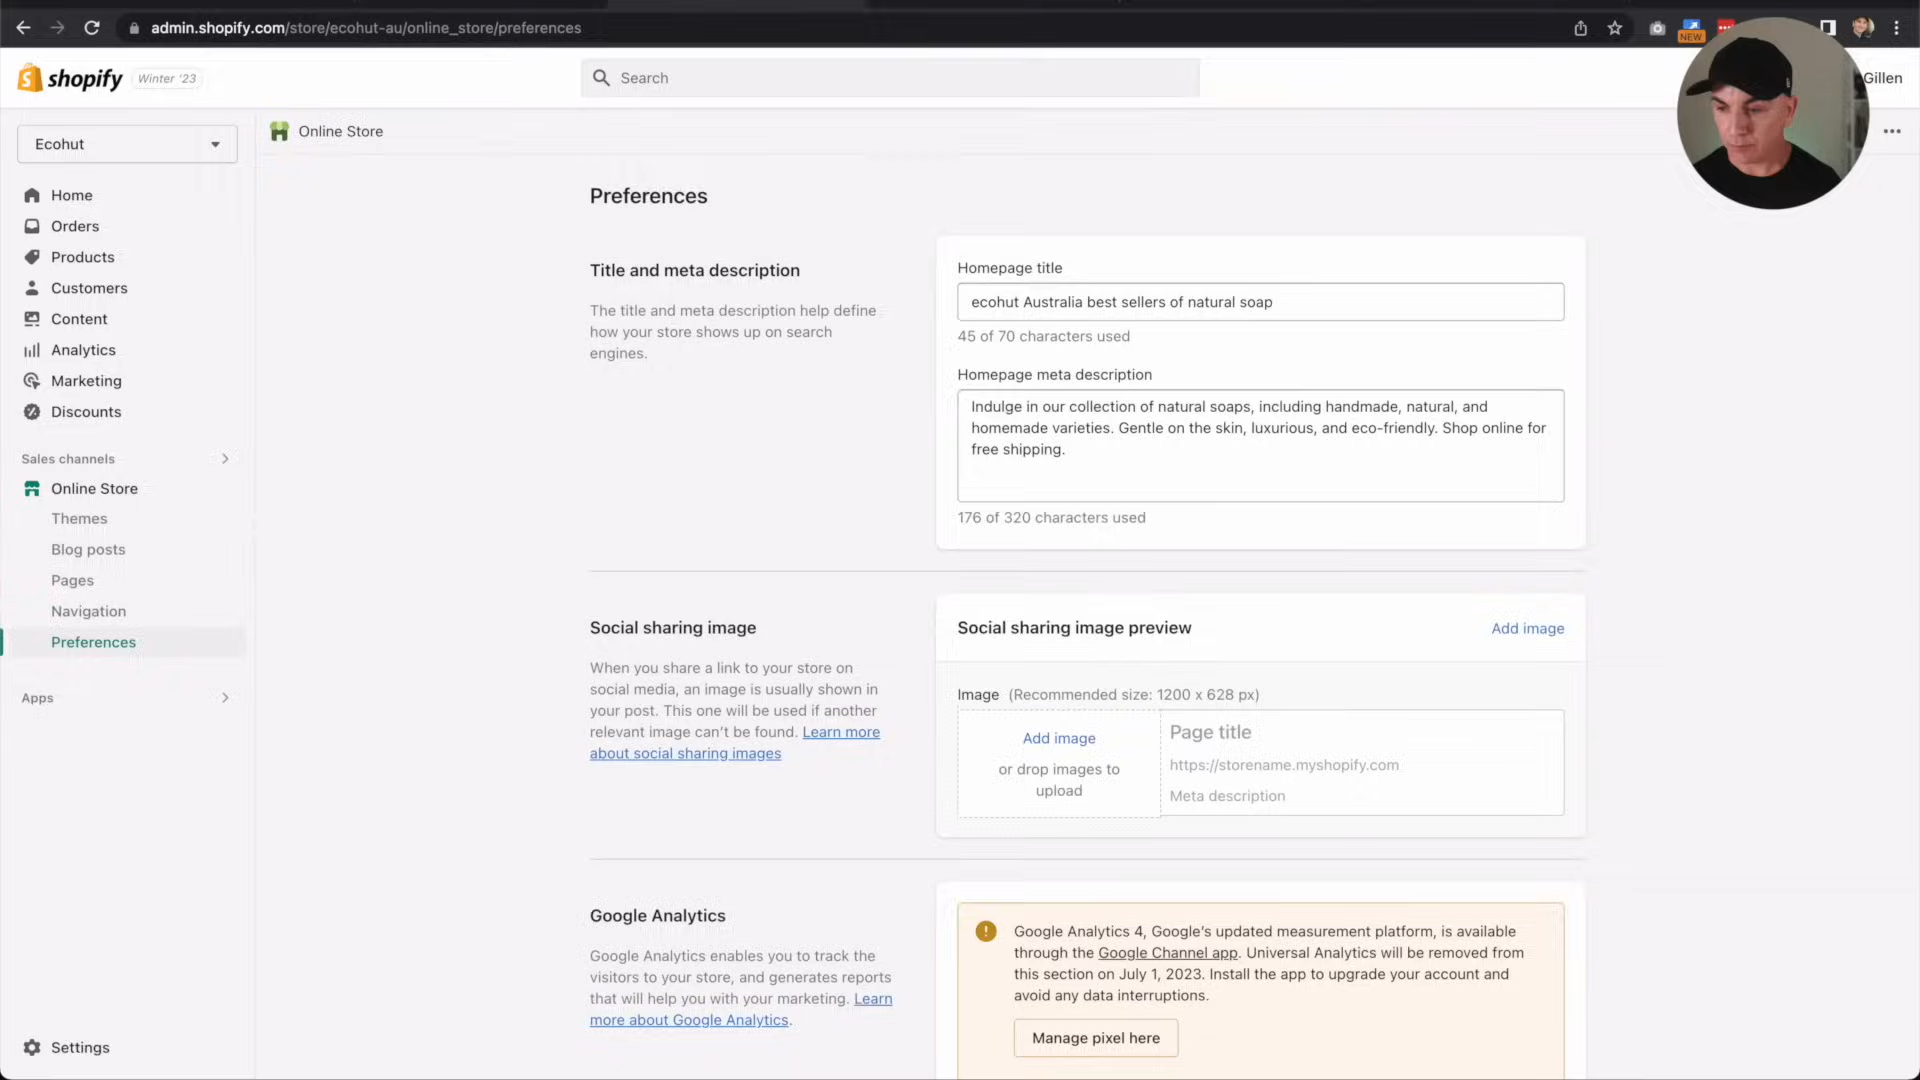 admin.shopify.com/store/ecohut-au/online_store/preferences
NEW
shopify Winter '23
Search
Gillen
Ecohut
Online Store
Home
Orders
Products
Customers
Content
Analytics
Marketing
Discounts
Sales channels
Online Store
Themes
Blog posts
Pages
Navigation
Preferences
Apps
Settings
Preferences
Title and meta description
The title and meta description help define
how your store shows up on search
engines.
Homepage title
ecohut Australia best sellers of natural soap
45 of 70 characters used
Homepage meta description
Indulge in our collection of natural soaps, including handmade, natural, and
homemade varieties. Gentle on the skin, luxurious, and eco-friendly. Shop online for
free shipping.
176 of 320 characters used
Social sharing image
When you share a link to your store on
social media, an image is usually shown in
your post. This one will be used if another
relevant image can't be found. Learn more
about social sharing images
Social sharing image preview
Add image
Image (Recommended size: 1200 x 628 px)
Add image
or drop images to
upload
Page title
https://storename.myshopify.com
Meta description
Google Analytics
Google Analytics enables you to track the
visitors to your store, and generates reports
that will help you with your marketing. Learn
more about Google Analytics.
Google Analytics 4, Google's updated measurement platform, is available
through the Google Channel app. Universal Analytics will be removed from
this section on July 1, 2023. Install the app to upgrade your account and
avoid any data interruptions.
Manage pixel here